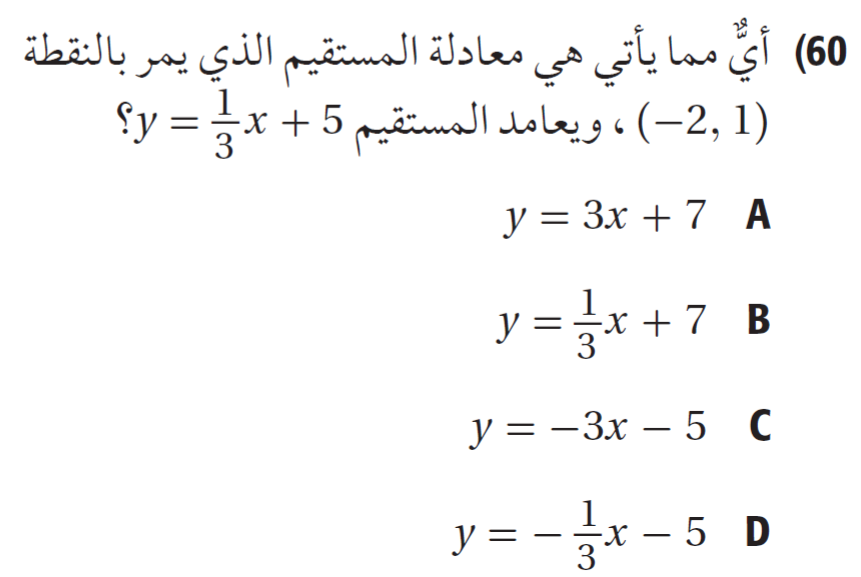 60) أيٌّ مما يأتي هي معادلة المستقيم الذي يمر بالنقطة
(−2, 1) ، ويعامد المستقيم y = 1/3 x + 5؟
A y = 3x + 7
B y = 1/3 x + 7
C y = −3x − 5
D y = − 1/3 x − 5